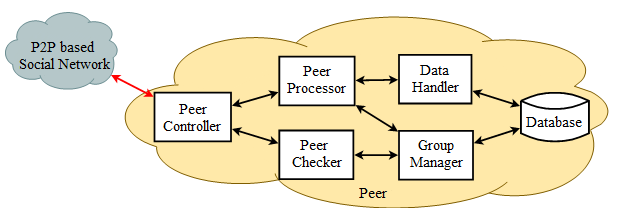 P2P based
Social Network
Peer
Controller
Peer
Processor
Data
Handler
Peer
Checker
Group
Manager
Database
Peer